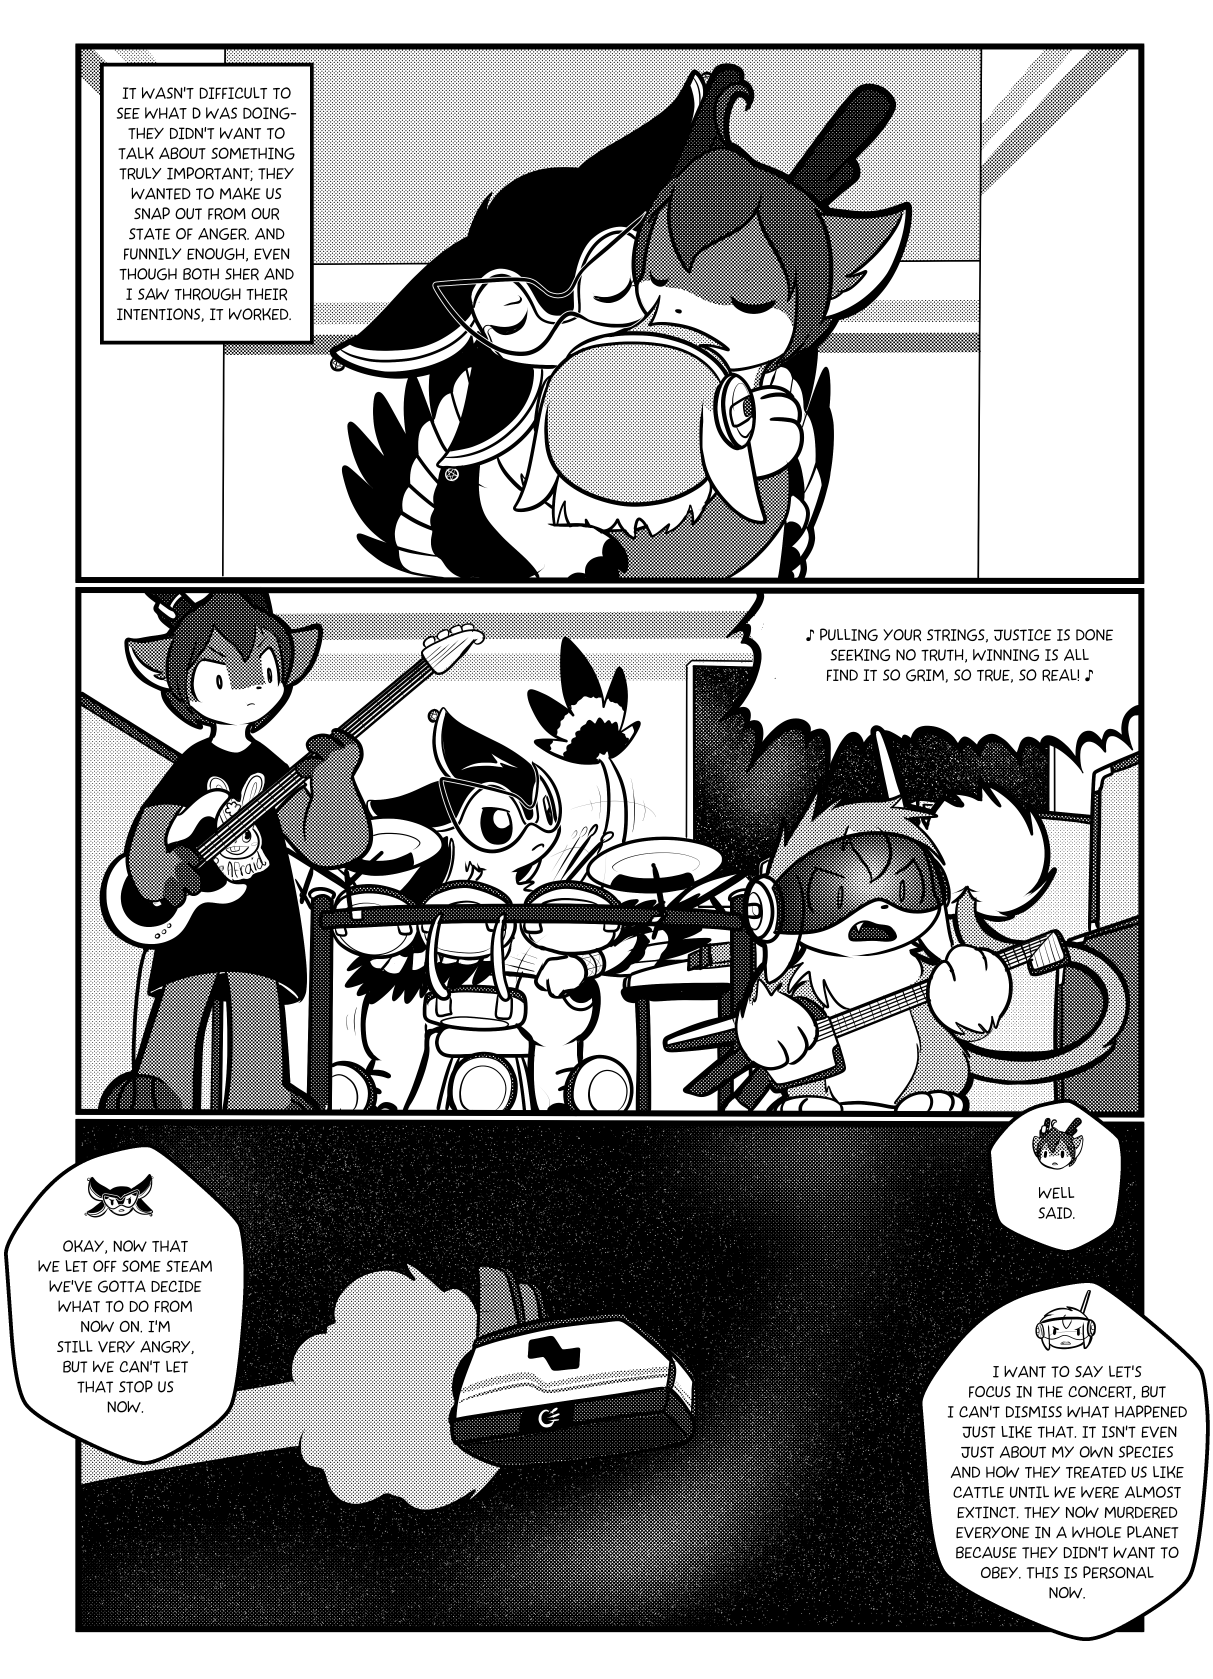 IT WASN'T DIFFICULT TO
SEE WHAT D WAS DOING-
THEY DIDN'T WANT TO
TALK ABOUT SOMETHING
TRULY IMPORTANT; THEY
WANTED TO MAKE US
SNAP OUT FROM OUR
STATE OF ANGER. AND
FUNNILY ENOUGH, EVEN
THOUGH BOTH SHER AND
I SAW THROUGH THEIR
INTENTIONS, IT WORKED.
♪ PULLING YOUR STRINGS, JUSTICE IS DONE
SEEKING NO TRUTH, WINNING IS ALL
FIND IT SO GRIM, SO TRUE, SO REAL! ♪
Afraid
WELL
SAID.
OKAY, NOW THAT
WE LET OFF SOME STEAM
WE'VE GOTTA DECIDE
WHAT TO DO FROM
NOW ON. I'M
STILL VERY ANGRY,
BUT WE CAN'T LET
THAT STOP US
NOW.
I WANT TO SAY LET'S
FOCUS IN THE CONCERT, BUT
I CAN'T DISMISS WHAT HAPPENED
JUST LIKE THAT. IT ISN'T EVEN
JUST ABOUT MY OWN SPECIES
AND HOW THEY TREATED US LIKE
CATTLE UNTIL WE WERE ALMOST
EXTINCT. THEY NOW MURDERED
EVERYONE IN A WHOLE PLANET
BECAUSE THEY DIDN'T WANT TO
OBEY. THIS IS PERSONAL
NOW.